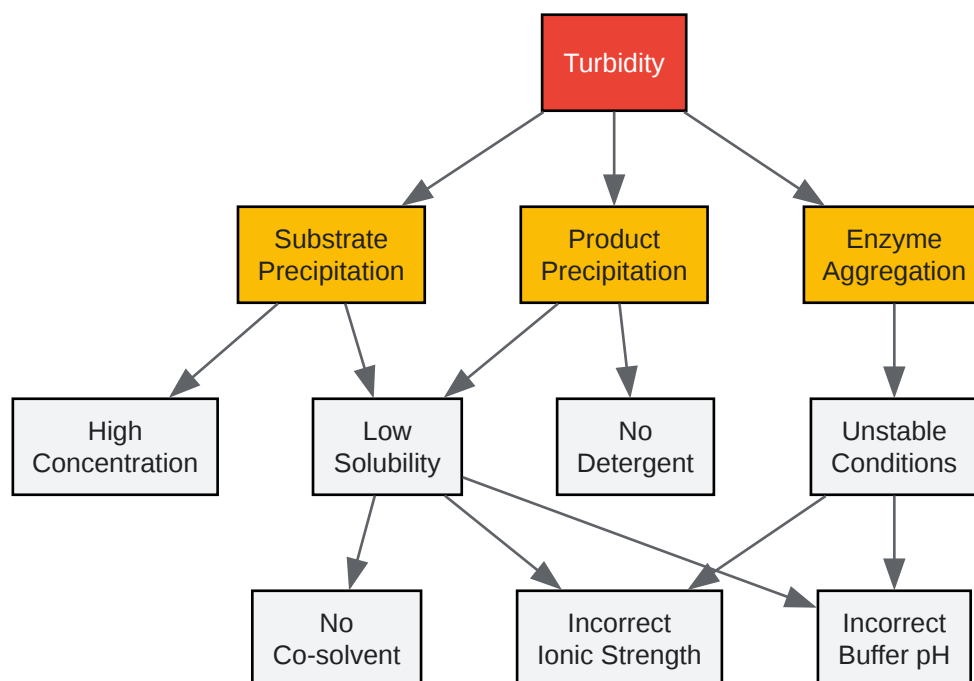 Turbidity
Substrate
Precipitation
Product
Precipitation
Enzyme
Aggregation
High
Concentration
Low
Solubility
No
Detergent
Unstable
Conditions
No
Co-solvent
Incorrect
Ionic Strength
Incorrect
Buffer pH